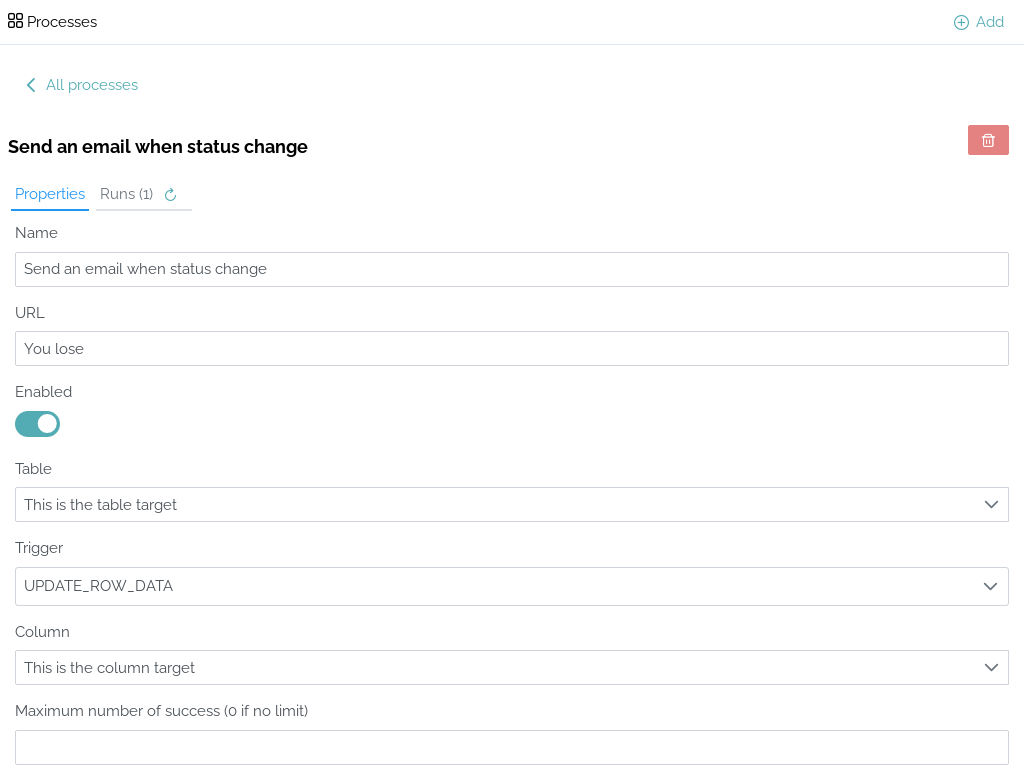 Processes
Add
All processes
Send an email when status change
Properties
Runs (1)
Name
Send an email when status change
URL
You lose
Enabled
Table
This is the table target
Trigger
UPDATE_ROW_DATA
Column
This is the column target
Maximum number of success (0 if no limit)